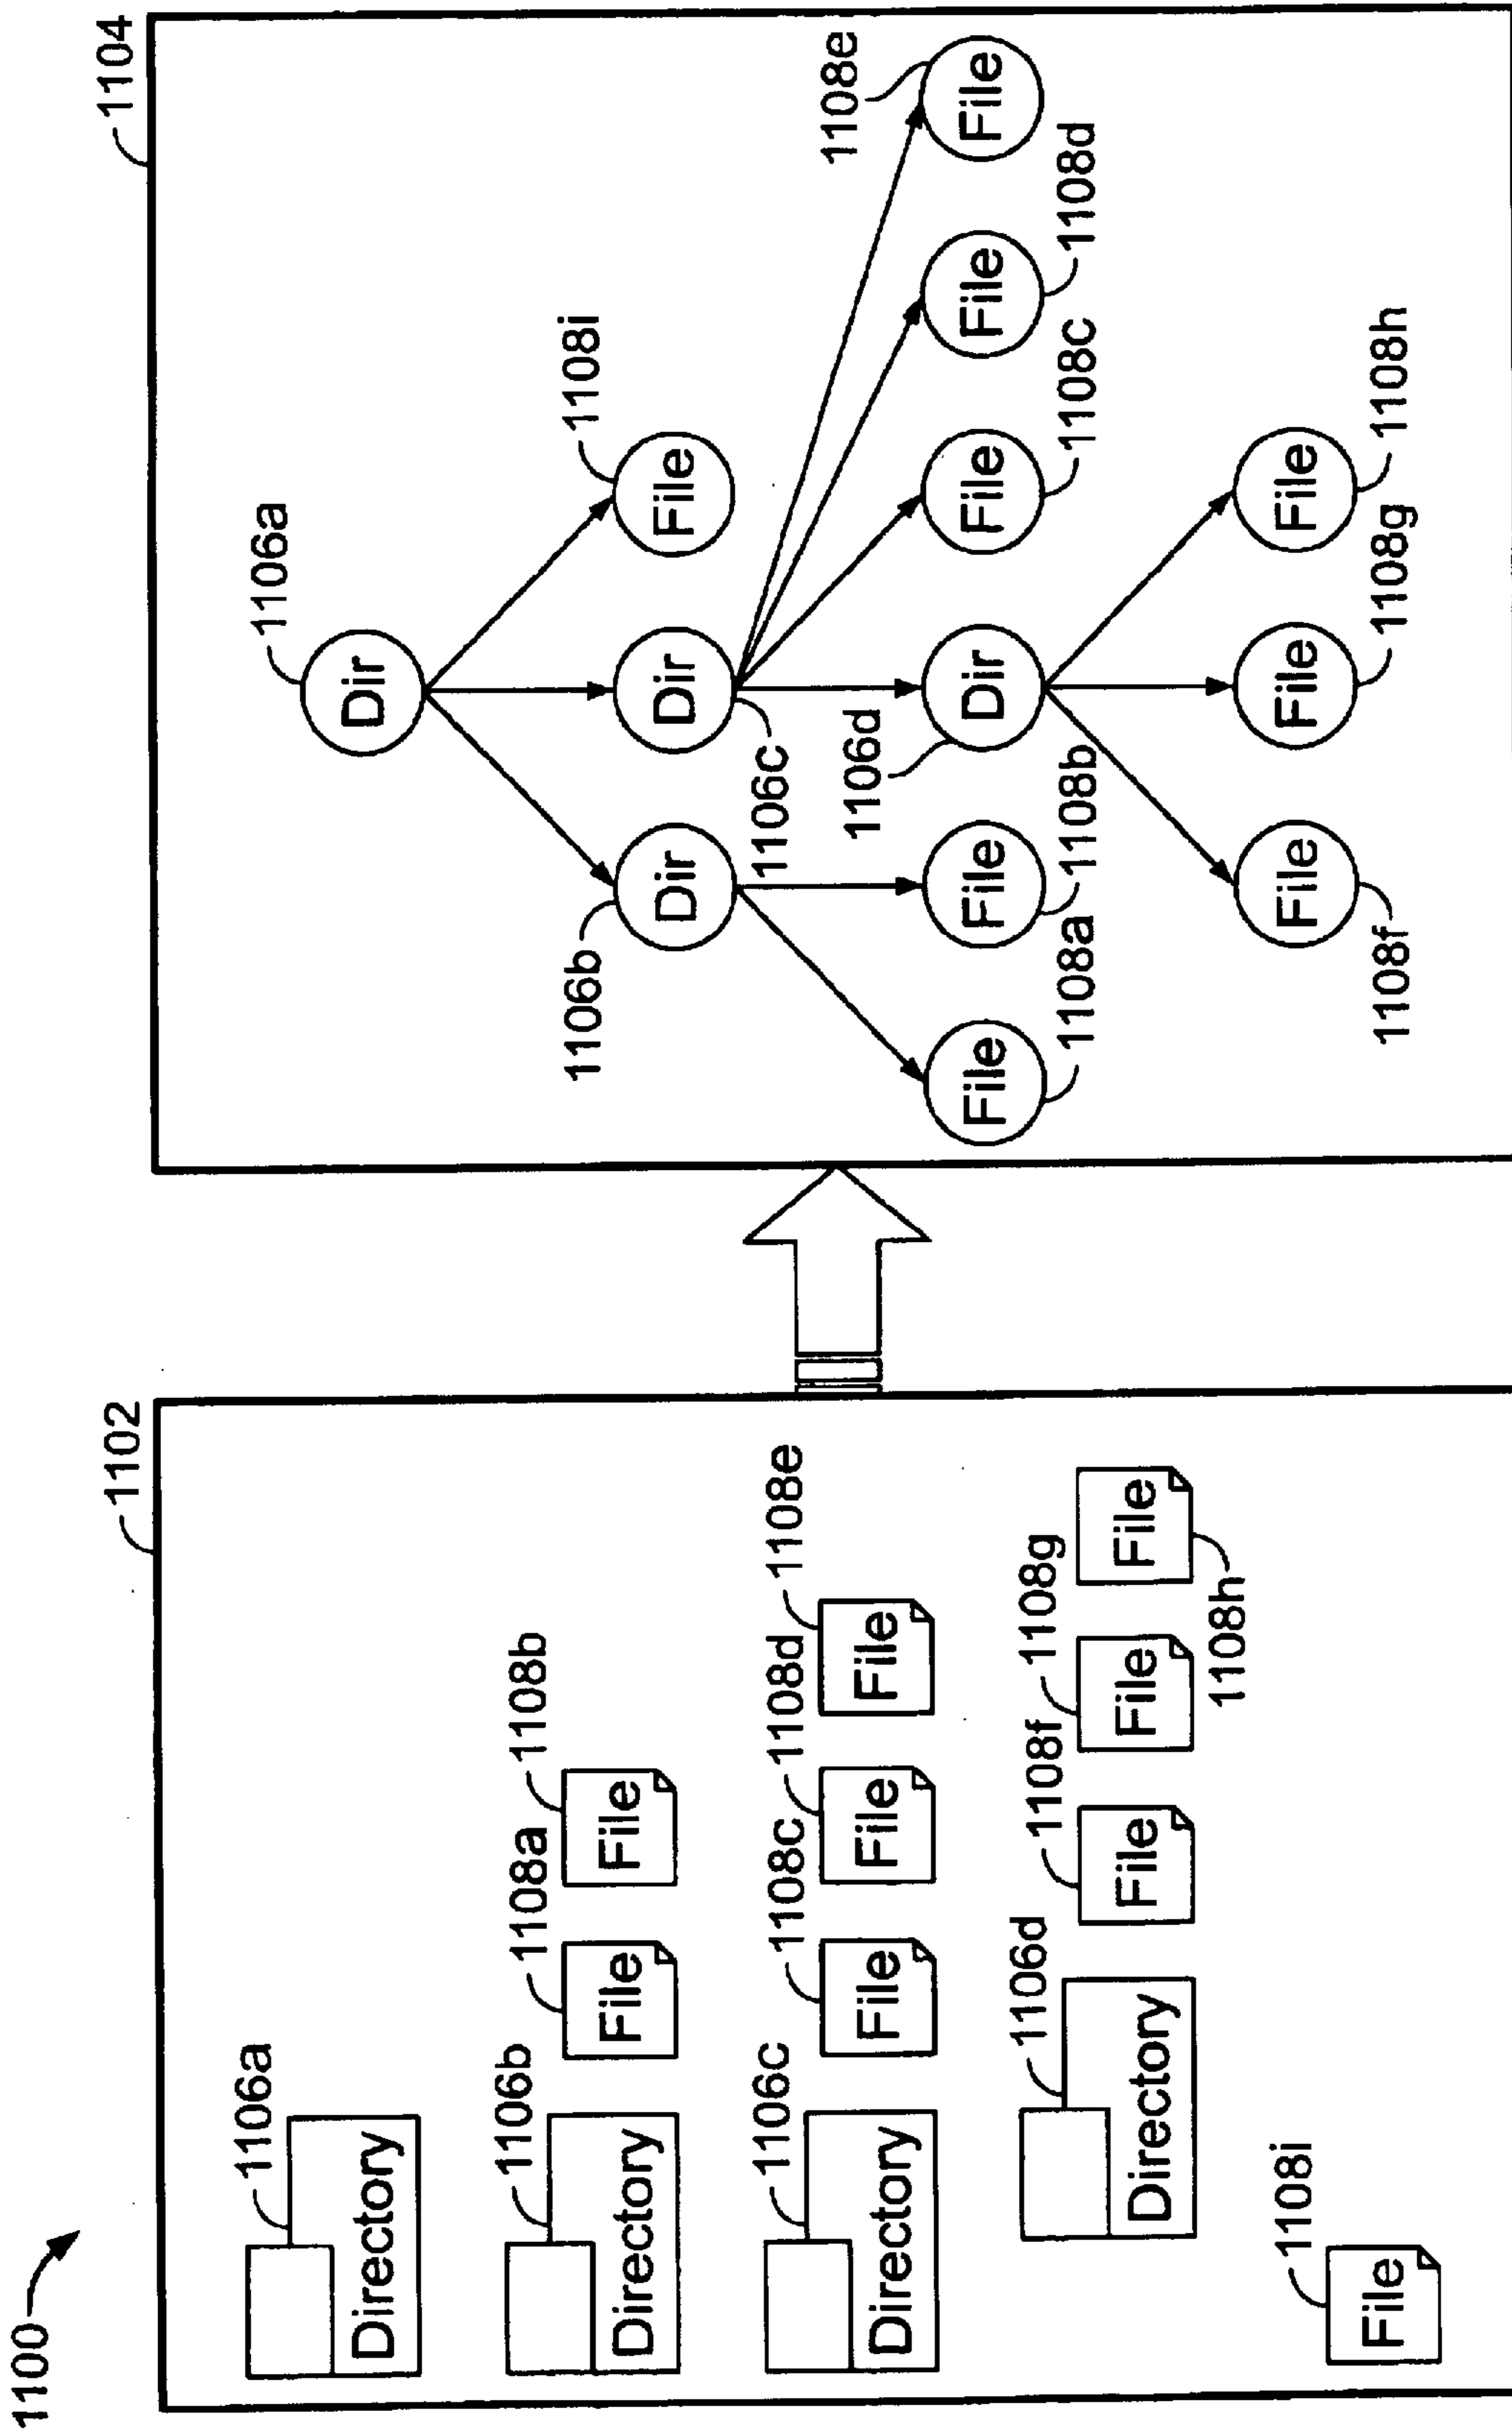 1100
1102
1106a
Directory
1106b
Directory
1108a
File
1108b
File
1106c
Directory
1108c
File
1108d
File
1108e
File
1106d
Directory
1108f
File
1108g
File
File
1108h
1108i
File
1104
Dir
1106a
1106b
Dir
Dir
1106c
File
1108i
File
1108a
File
1108b
1106d
Dir
File
1108c
File
1108d
1108e
File
File
1108f
File
1108g
File
1108h